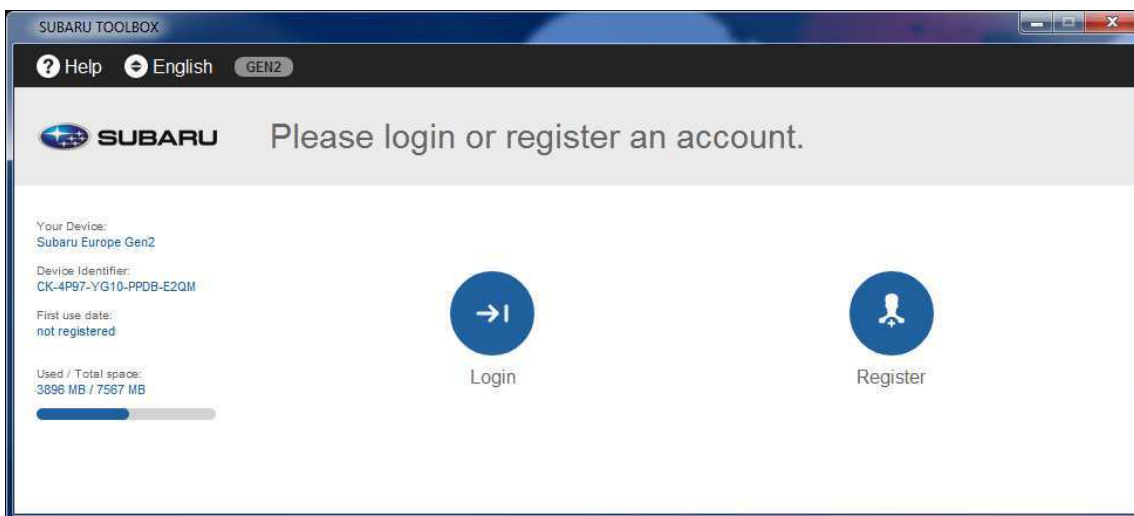 SUBARU TOOLBOX
Help English GEN2
SUBARU
Please login or register an account.
Your Device:
Subaru Europe Gen2
Device Identifier:
CK-4P97-YG10-PPDB-E2QM
First use date:
not registered
Used / Total space:
3896 MB / 7567 MB
Login
Register